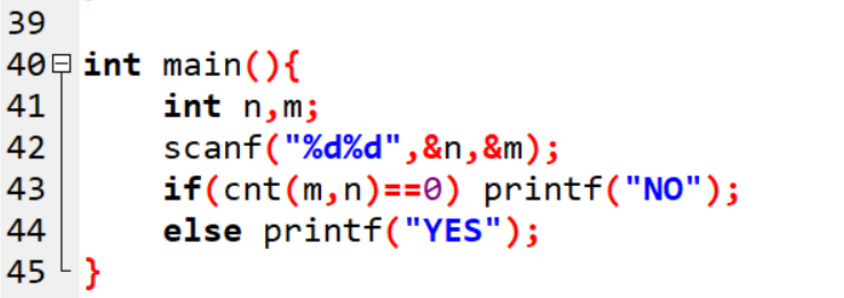 39
40 int main(){
41 int n,m;
42 scanf("%d%d",&n,&m);
43 if(cnt(m,n)==0) printf("NO");
44 else printf("YES");
45 }